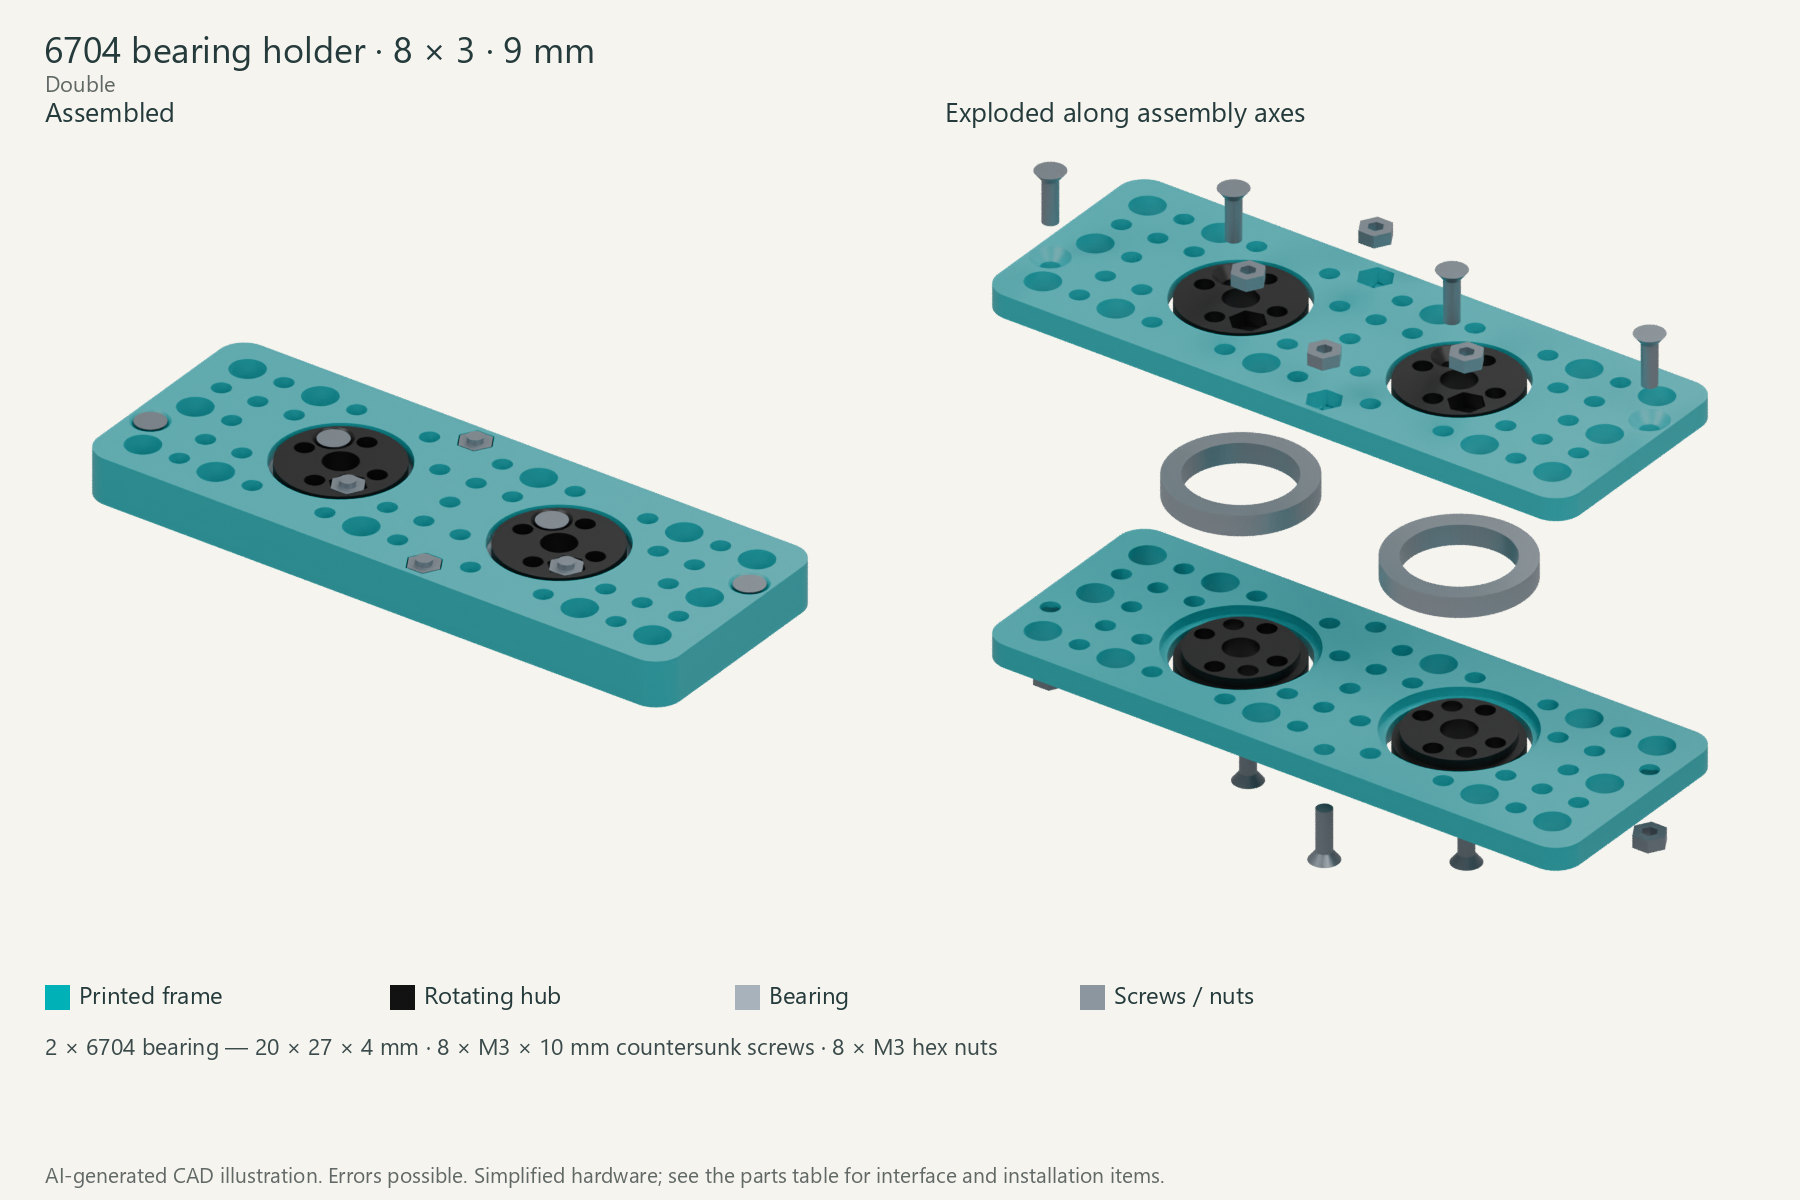 6704 bearing holder · 8 × 3 · 9 mm
Double
Assembled
Exploded along assembly axes
Printed frame
Rotating hub
Bearing
Screws / nuts
2 × 6704 bearing — 20 × 27 × 4 mm · 8 × M3 × 10 mm countersunk screws · 8 × M3 hex nuts
AI-generated CAD illustration. Errors possible. Simplified hardware; see the parts table for interface and installation items.